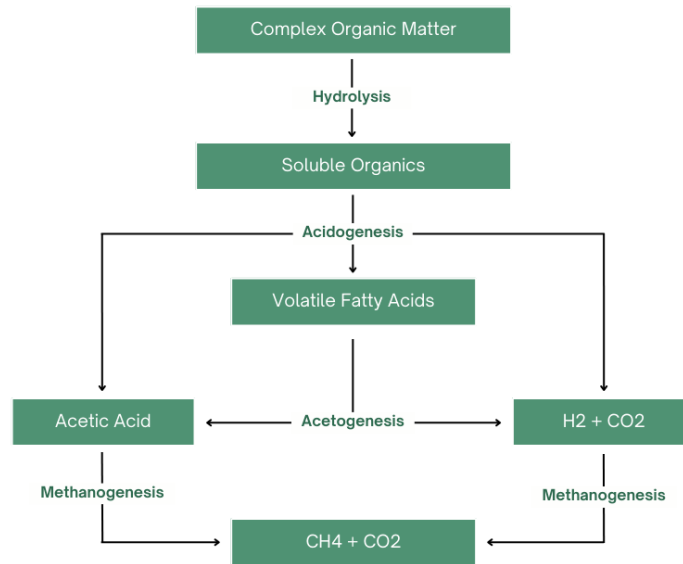 Complex Organic Matter
Hydrolysis
Soluble Organics
Acidogenesis
Volatile Fatty Acids
Acetic Acid
Acetogenesis
H2 + CO2
Methanogenesis
Methanogenesis
CH4 + CO2